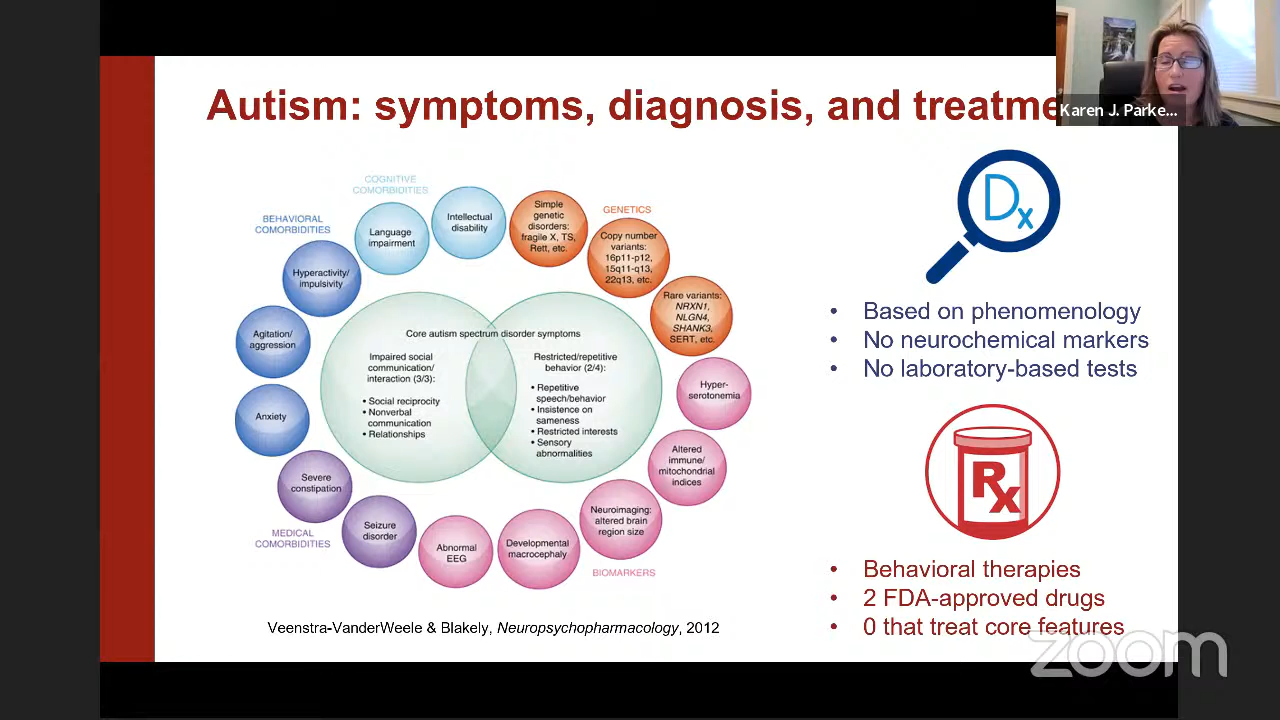 Autism: symptoms, diagnosis, and treatme
Karen J. Parke...
COGNITIVE
COMORBIDITIES
BEHAVIORAL
COMORBIDITIES
Language
impairment
Intellectual
disability
Simple
genetic
disorders:
fragile X, TS,
Rett, etc.
GENETICS
Copy number
variants:
16p11-p12,
15q11-q13,
22q13, etc.
Rare variants:
NRXN1,
NLGN4,
SHANK3,
SERT, etc.
Hyperactivity/
impulsivity
Agitation/
aggression
Anxiety
Core autism spectrum disorder symptoms
Impaired social
communication/
interaction (3/3):
• Social reciprocity
• Nonverbal
communication
• Relationships
Restricted/repetitive
behavior (2/4):
• Repetitive
speech/behavior
• Insistence on
sameness
• Restricted interests
• Sensory
abnormalities
Hyper-
serotonemia
Altered
immune/
mitochondrial
indices
Neuroimaging:
altered brain
region size
Developmental
macrocephaly
Abnormal
EEG
BIOMARKERS
Severe
constipation
Seizure
disorder
MEDICAL
COMORBIDITIES
Veenstra-VanderWeele & Blakely, Neuropsychopharmacology, 2012
Dx
• Based on phenomenology
• No neurochemical markers
• No laboratory-based tests
Rx
• Behavioral therapies
• 2 FDA-approved drugs
• 0 that treat core features
zoom